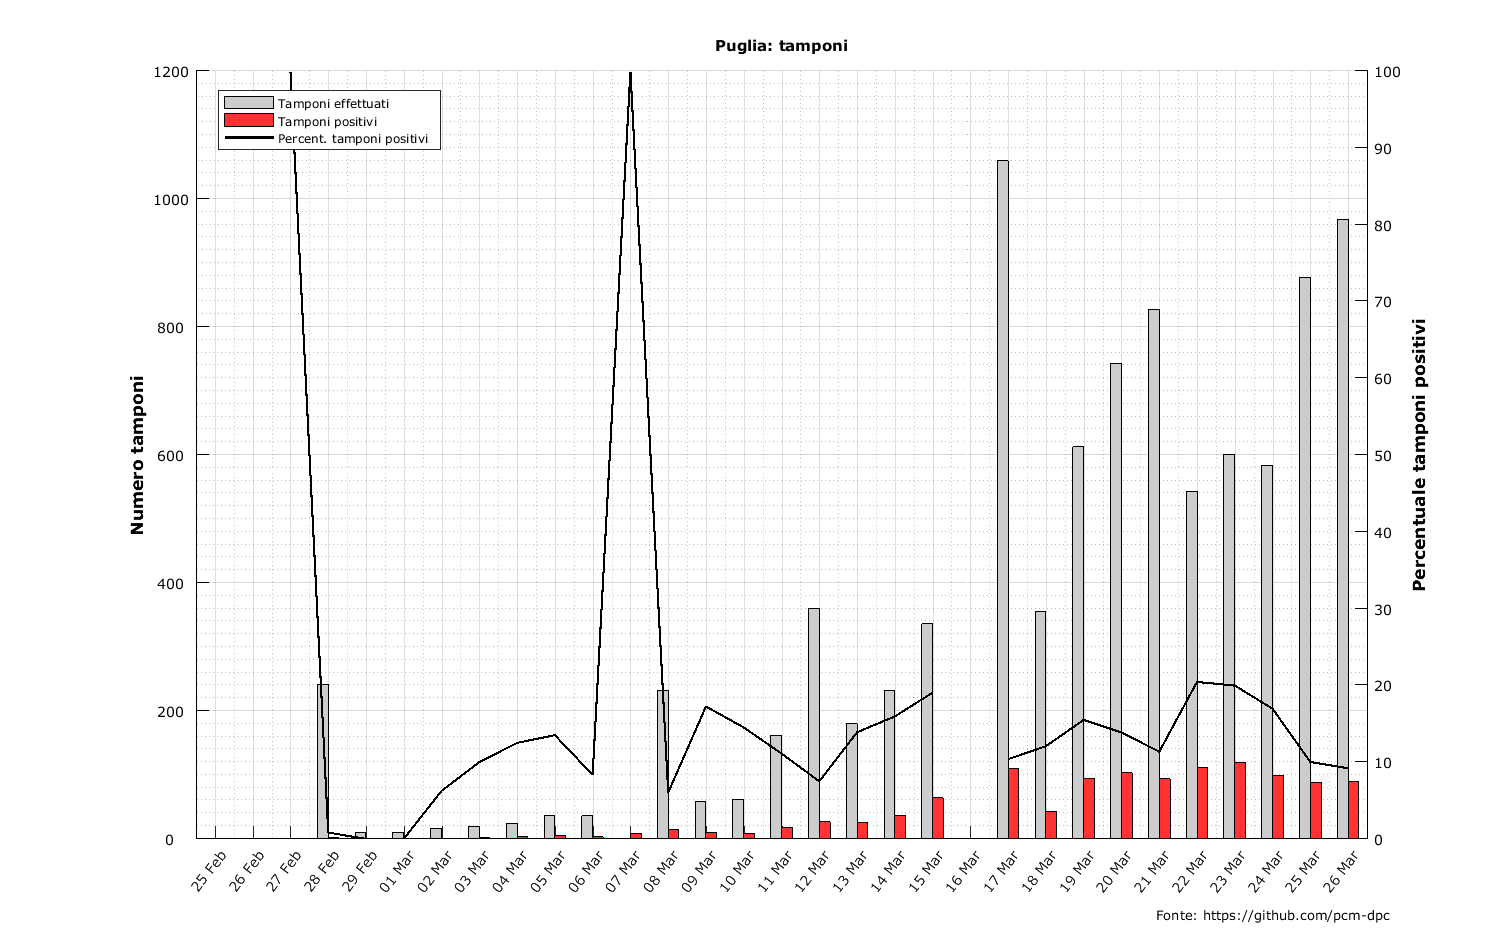 Puglia: tamponi
Tamponi effettuati
Tamponi positivi
Percent. tamponi positivi
Numero tamponi
1200
1000
800
600
400
200
0
100
90
80
70
60
50
40
30
20
10
0
Percentuale tamponi positivi
25 Feb
26 Feb
27 Feb
28 Feb
29 Feb
01 Mar
02 Mar
03 Mar
04 Mar
05 Mar
06 Mar
07 Mar
08 Mar
09 Mar
10 Mar
11 Mar
12 Mar
13 Mar
14 Mar
15 Mar
16 Mar
17 Mar
18 Mar
19 Mar
20 Mar
21 Mar
22 Mar
23 Mar
24 Mar
25 Mar
26 Mar
Fonte: https://github.com/pcm-dpc